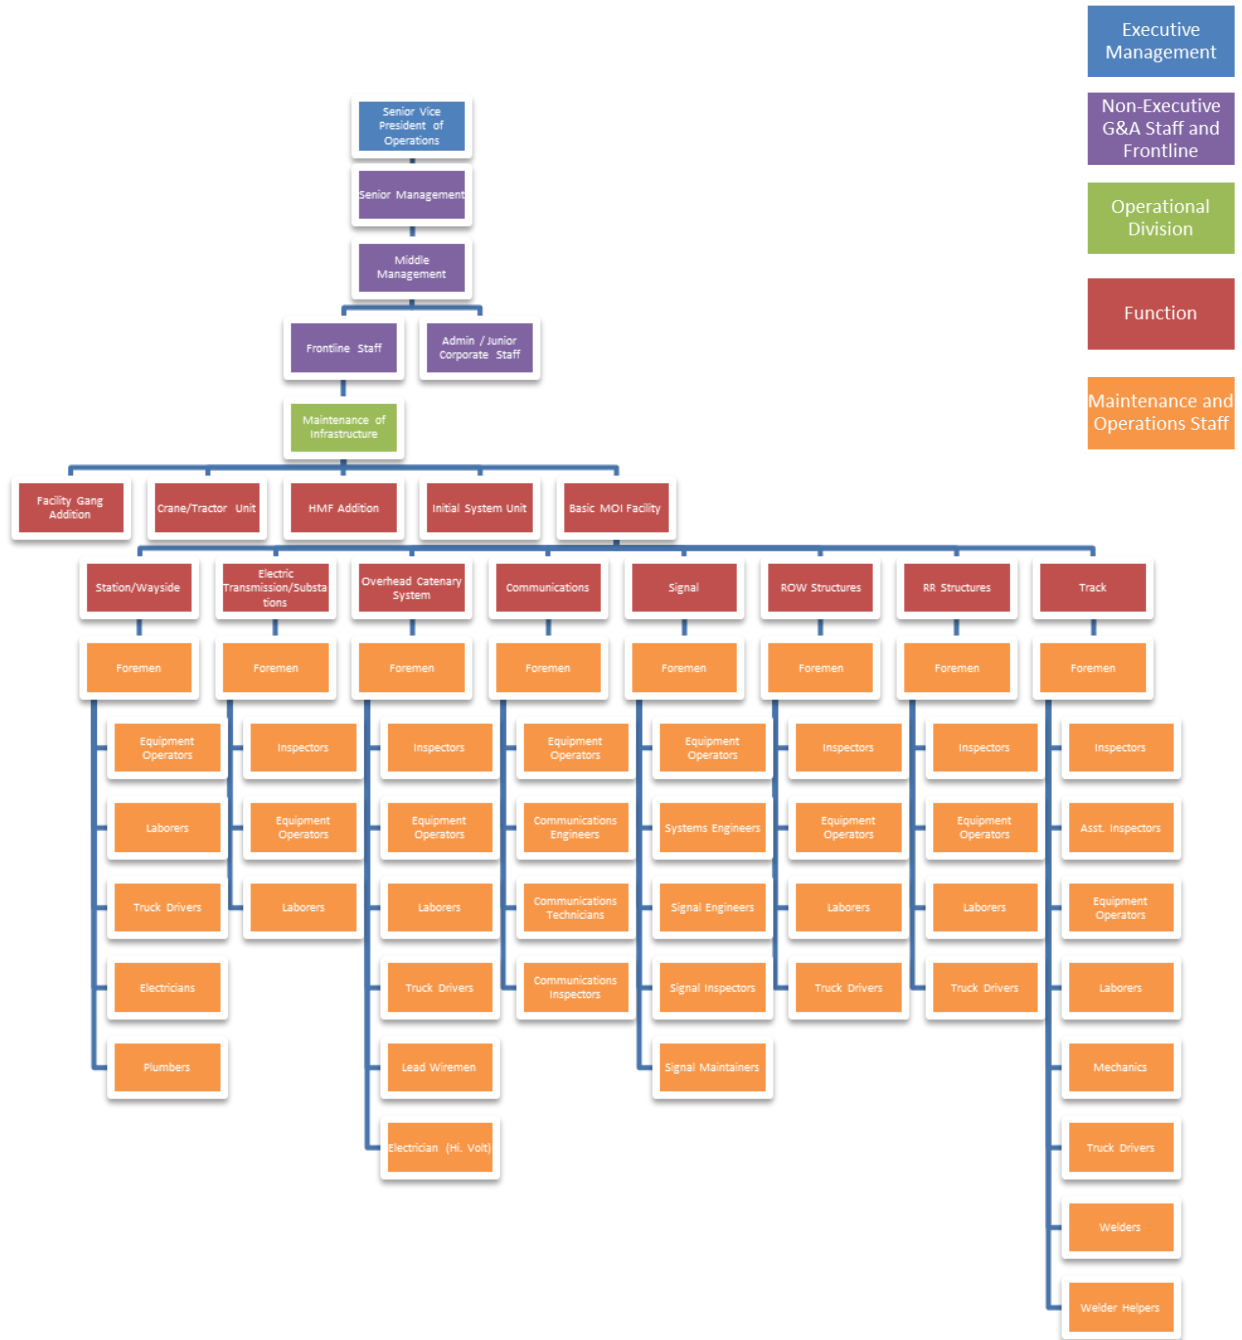 Executive
Management
Non-Executive
G&A Staff and
Frontline
Operational
Division
Function
Maintenance and
Operations Staff
Senior Vice
President of
Operations
Senior Management
Middle
Management
Frontline Staff
Admin / Junior
Corporate Staff
Maintenance of
Infrastructure
Facility Gang
Addition
Crane/Tractor Unit
HMF Addition
Initial System Unit
Basic MOI Facility
Station/Wayside
Electric
Transmission/Substa
tions
Overhead Catenary
System
Communications
Signal
ROW Structures
RR Structures
Track
Foremen
Foremen
Foremen
Foremen
Foremen
Foremen
Foremen
Foremen
Equipment
Operators
Laborers
Truck Drivers
Electricians
Plumbers
Inspectors
Equipment
Operators
Laborers
Inspectors
Equipment
Operators
Laborers
Truck Drivers
Lead Wiremen
Electrician (Hi. Volt)
Equipment
Operators
Communications
Engineers
Communications
Technicians
Communications
Inspectors
Equipment
Operators
Systems Engineers
Signal Engineers
Signal Inspectors
Signal Maintainers
Inspectors
Equipment
Operators
Laborers
Truck Drivers
Inspectors
Equipment
Operators
Laborers
Truck Drivers
Inspectors
Asst. Inspectors
Equipment
Operators
Laborers
Mechanics
Truck Drivers
Welders
Welder Helpers